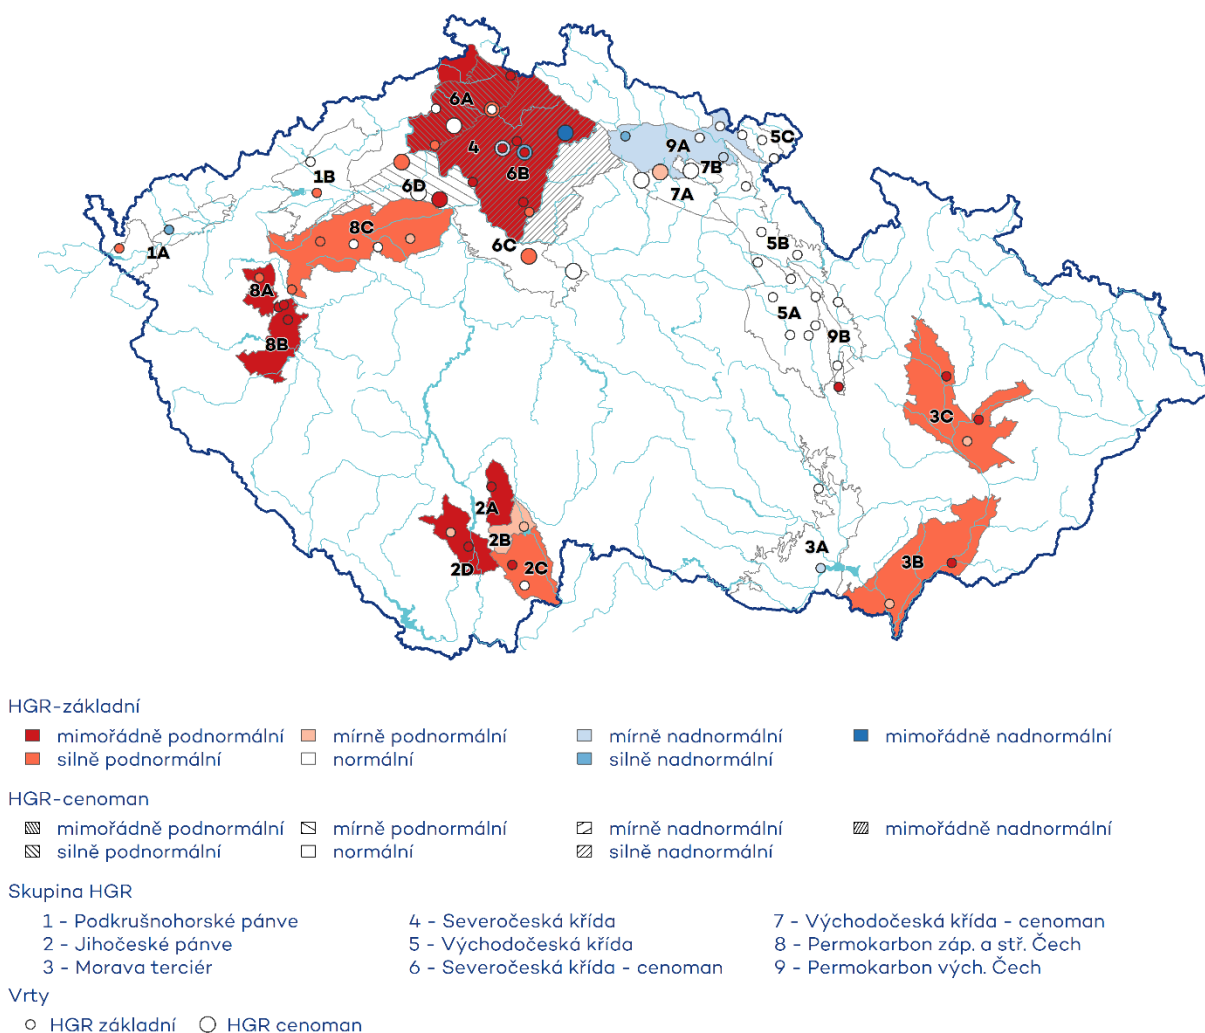 6A
4
6B
9A
7B
5C
7A
1B
6D
8C
6C
1A
5B
8A
5A
8B
9B
3C
2A
2B
3A
2D
2C
3B
HGR-základní
mimořádně podnormální mírně podnormální mírně nadnormální mimořádně nadnormální
silně podnormální normální silně nadnormální
HGR-cenoman
mimořádně podnormální mírně podnormální mírně nadnormální mimořádně nadnormální
silně podnormální normální silně nadnormální
Skupina HGR
1 - Podkrušnohorské pánve 4 - Severočeská křída 7 - Východočeská křída - cenoman
2 - Jihočeské pánve 5 - Východočeská křída 8 - Permokarbon záp. a stř. Čech
3 - Morava terciér 6 - Severočeská křída - cenoman 9 - Permokarbon vých. Čech
Vrty
HGR základní HGR cenoman